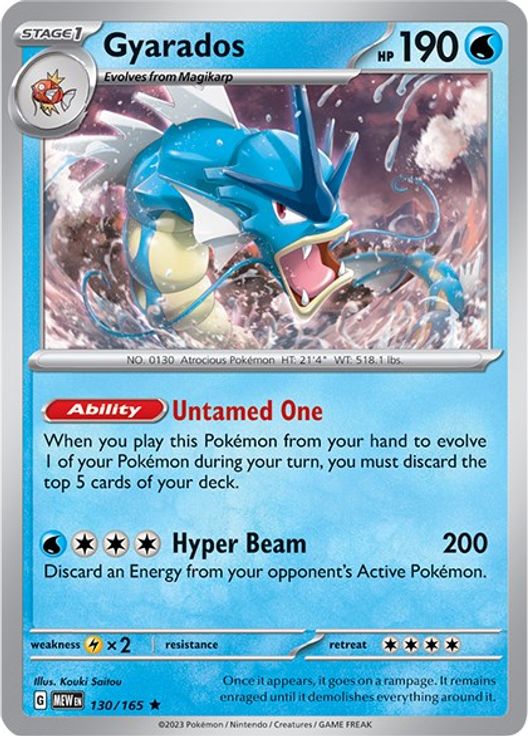 STAGE1
Gyarados
HP 190
Evolves from Magikarp
NO. 0130 Atrocious Pokémon HT: 21'4" WT: 518.1 lbs.
Ability Untamed One
When you play this Pokémon from your hand to evolve
1 of your Pokémon during your turn, you must discard the
top 5 cards of your deck.
Hyper Beam 200
Discard an Energy from your opponent's Active Pokémon.
weakness ×2 resistance retreat
Illus. Kouki Saitou
Once it appears, it goes on a rampage. It remains
enraged until it demolishes everything around it.
G MEW EN 130/165
©2023 Pokémon / Nintendo / Creatures / GAME FREAK